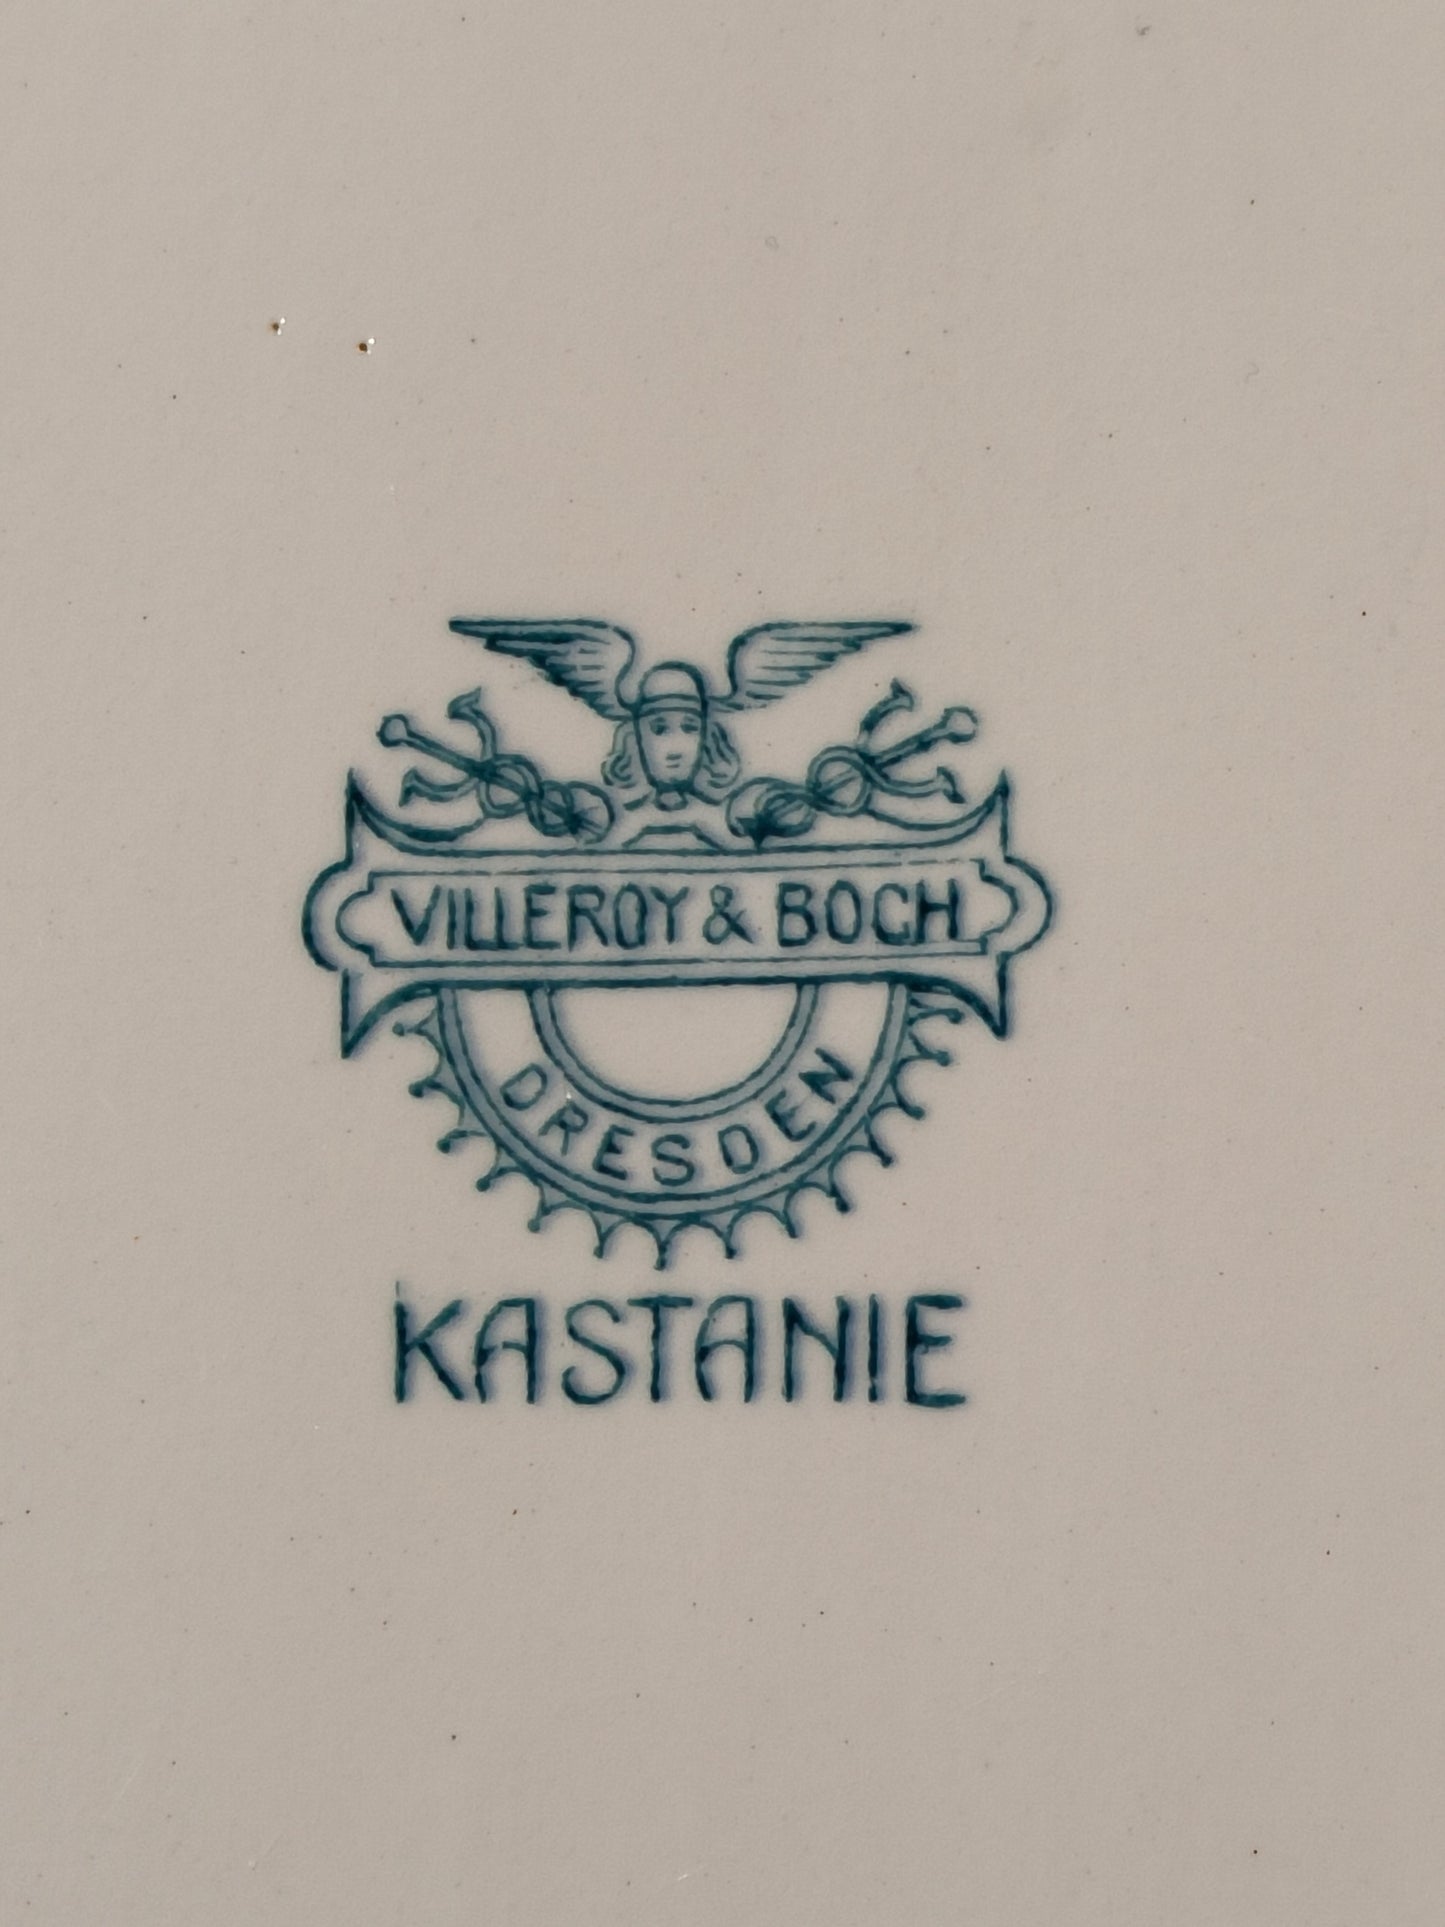 VILLEROY & BOCH
DRESDEN
KASTANIE